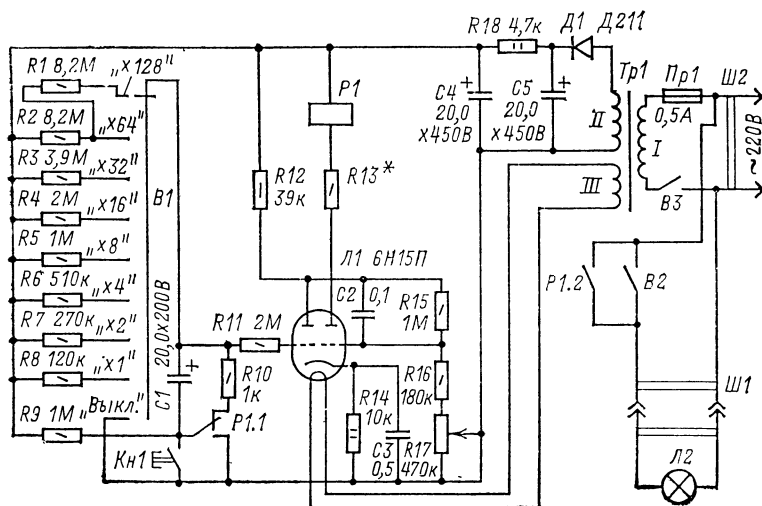 R18 4,7к
Д1
Д211
R1 8,2М
„х128"
R2 8,2М
„х64"
R3 3,9М
„х32"
R4 2М
„х16"
R5 1М
„х8"
R6 510к
„х4"
R7 270к
„х2"
R8 120к
„х1"
„Выкл."
R9 1М
Кн1
В1
20,0х200В
+
С1
R11 2М
R10
1к
Р1.1
R12
39к
Р1
R13*
Л1 6Н15П
С2
0,1
R15
1М
R14
10к
С3
0,5
R16
180к
R17
470к
+
С4
20,0
х450В
+
С5
20,0
х450В
Тр1
II
I
III
Пр1
0,5А
Ш2
~220В
В3
Р1.2
В2
Ш1
Л2